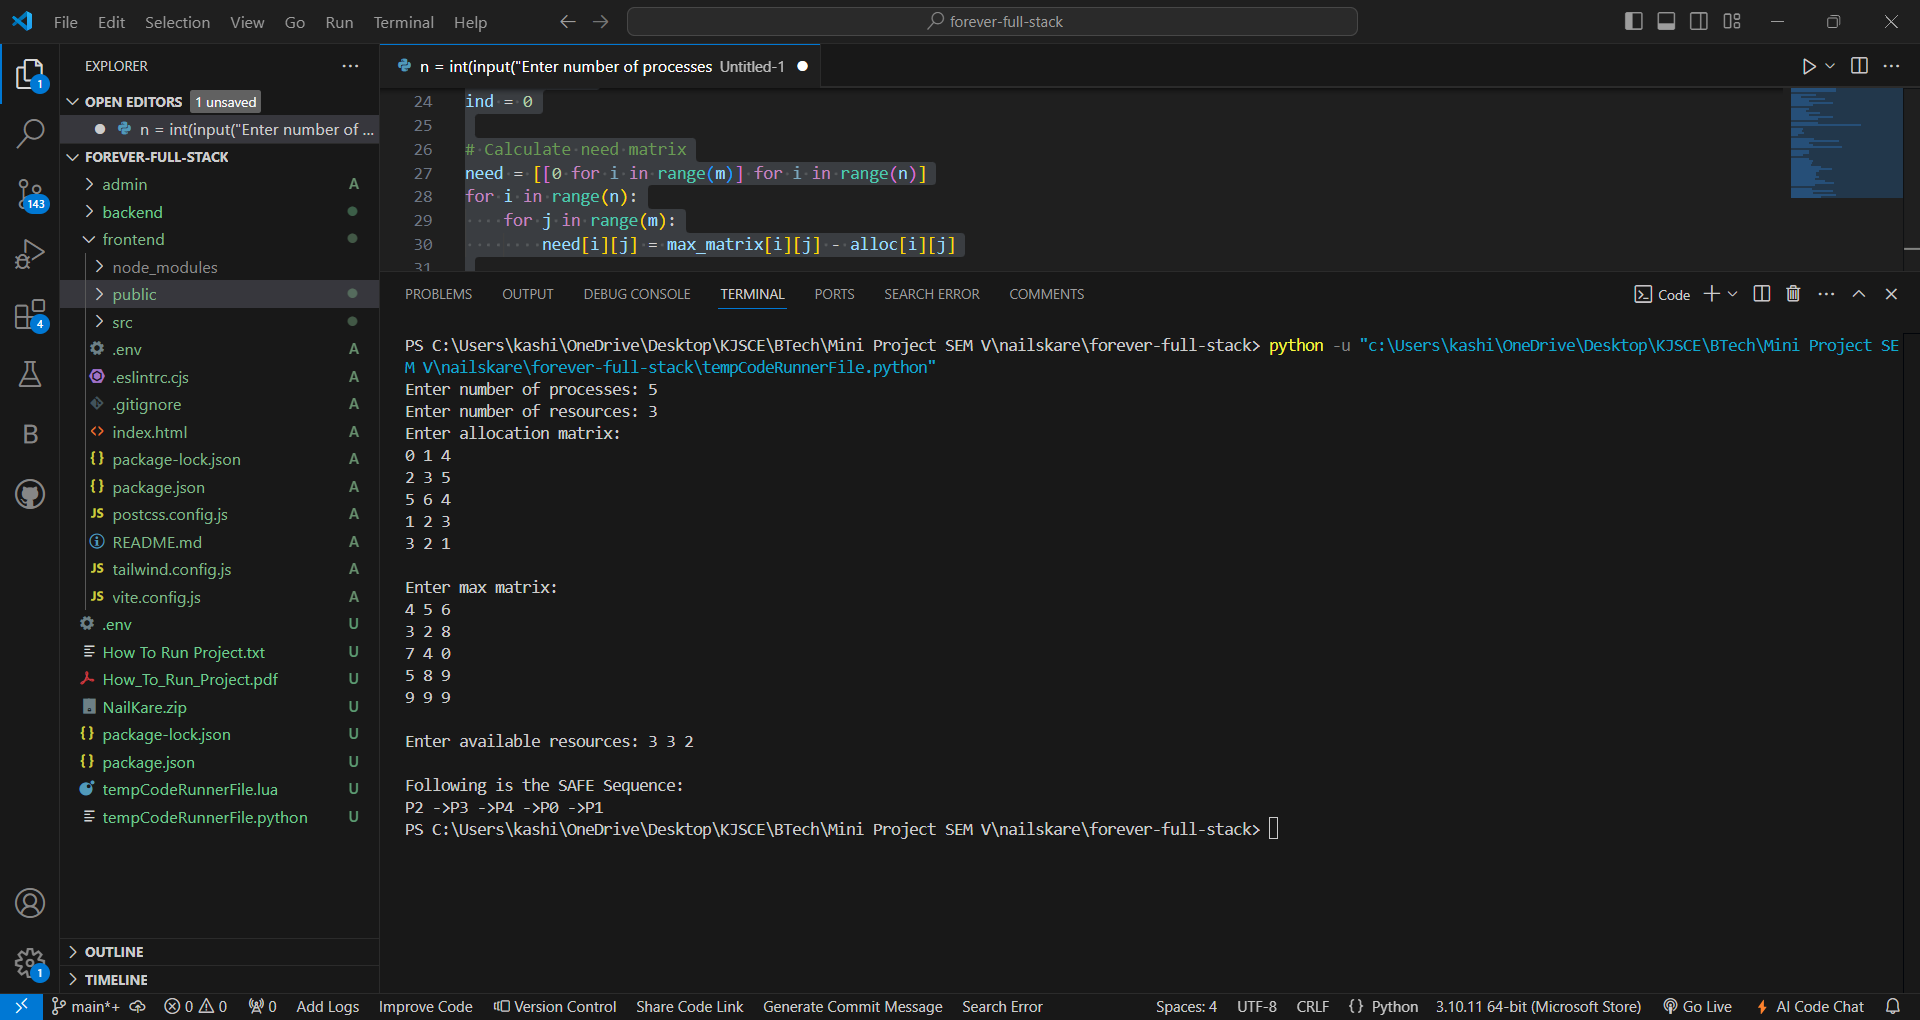 File Edit Selection View Go Run Terminal Help
forever-full-stack
EXPLORER
OPEN EDITORS 1 unsaved
n = int(input("Enter number of ...
FOREVER-FULL-STACK
admin A
backend
frontend
node_modules
public
src
.env A
.eslintrc.cjs A
.gitignore A
index.html A
package-lock.json A
package.json A
postcss.config.js A
README.md A
tailwind.config.js A
vite.config.js A
.env U
How To Run Project.txt U
How_To_Run_Project.pdf U
NailKare.zip U
package-lock.json U
package.json U
tempCodeRunnerFile.lua U
tempCodeRunnerFile.python U
OUTLINE
TIMELINE
1
143
4
B
1
n = int(input("Enter number of processes Untitled-1
24 ind = 0
25
26 # Calculate need matrix
27 need = [[0 for i in range(m)] for i in range(n)]
28 for i in range(n):
29 for j in range(m):
30 need[i][j] = max_matrix[i][j] - alloc[i][j]
31
PROBLEMS OUTPUT DEBUG CONSOLE TERMINAL PORTS SEARCH ERROR COMMENTS
Code
PS C:\Users\kashi\OneDrive\Desktop\KJSCE\BTech\Mini Project SEM V\nailskare\forever-full-stack> python -u "c:\Users\kashi\OneDrive\Desktop\KJSCE\BTech\Mini Project SE
M V\nailskare\forever-full-stack\tempCodeRunnerFile.python"
Enter number of processes: 5
Enter number of resources: 3
Enter allocation matrix:
0 1 4
2 3 5
5 6 4
1 2 3
3 2 1
Enter max matrix:
4 5 6
3 2 8
7 4 0
5 8 9
9 9 9
Enter available resources: 3 3 2
Following is the SAFE Sequence:
P2 ->P3 ->P4 ->P0 ->P1
PS C:\Users\kashi\OneDrive\Desktop\KJSCE\BTech\Mini Project SEM V\nailskare\forever-full-stack>
main*+ 0 0 0 Add Logs Improve Code Version Control Share Code Link Generate Commit Message Search Error Spaces: 4 UTF-8 CRLF {} Python 3.10.11 64-bit (Microsoft Store) Go Live AI Code Chat